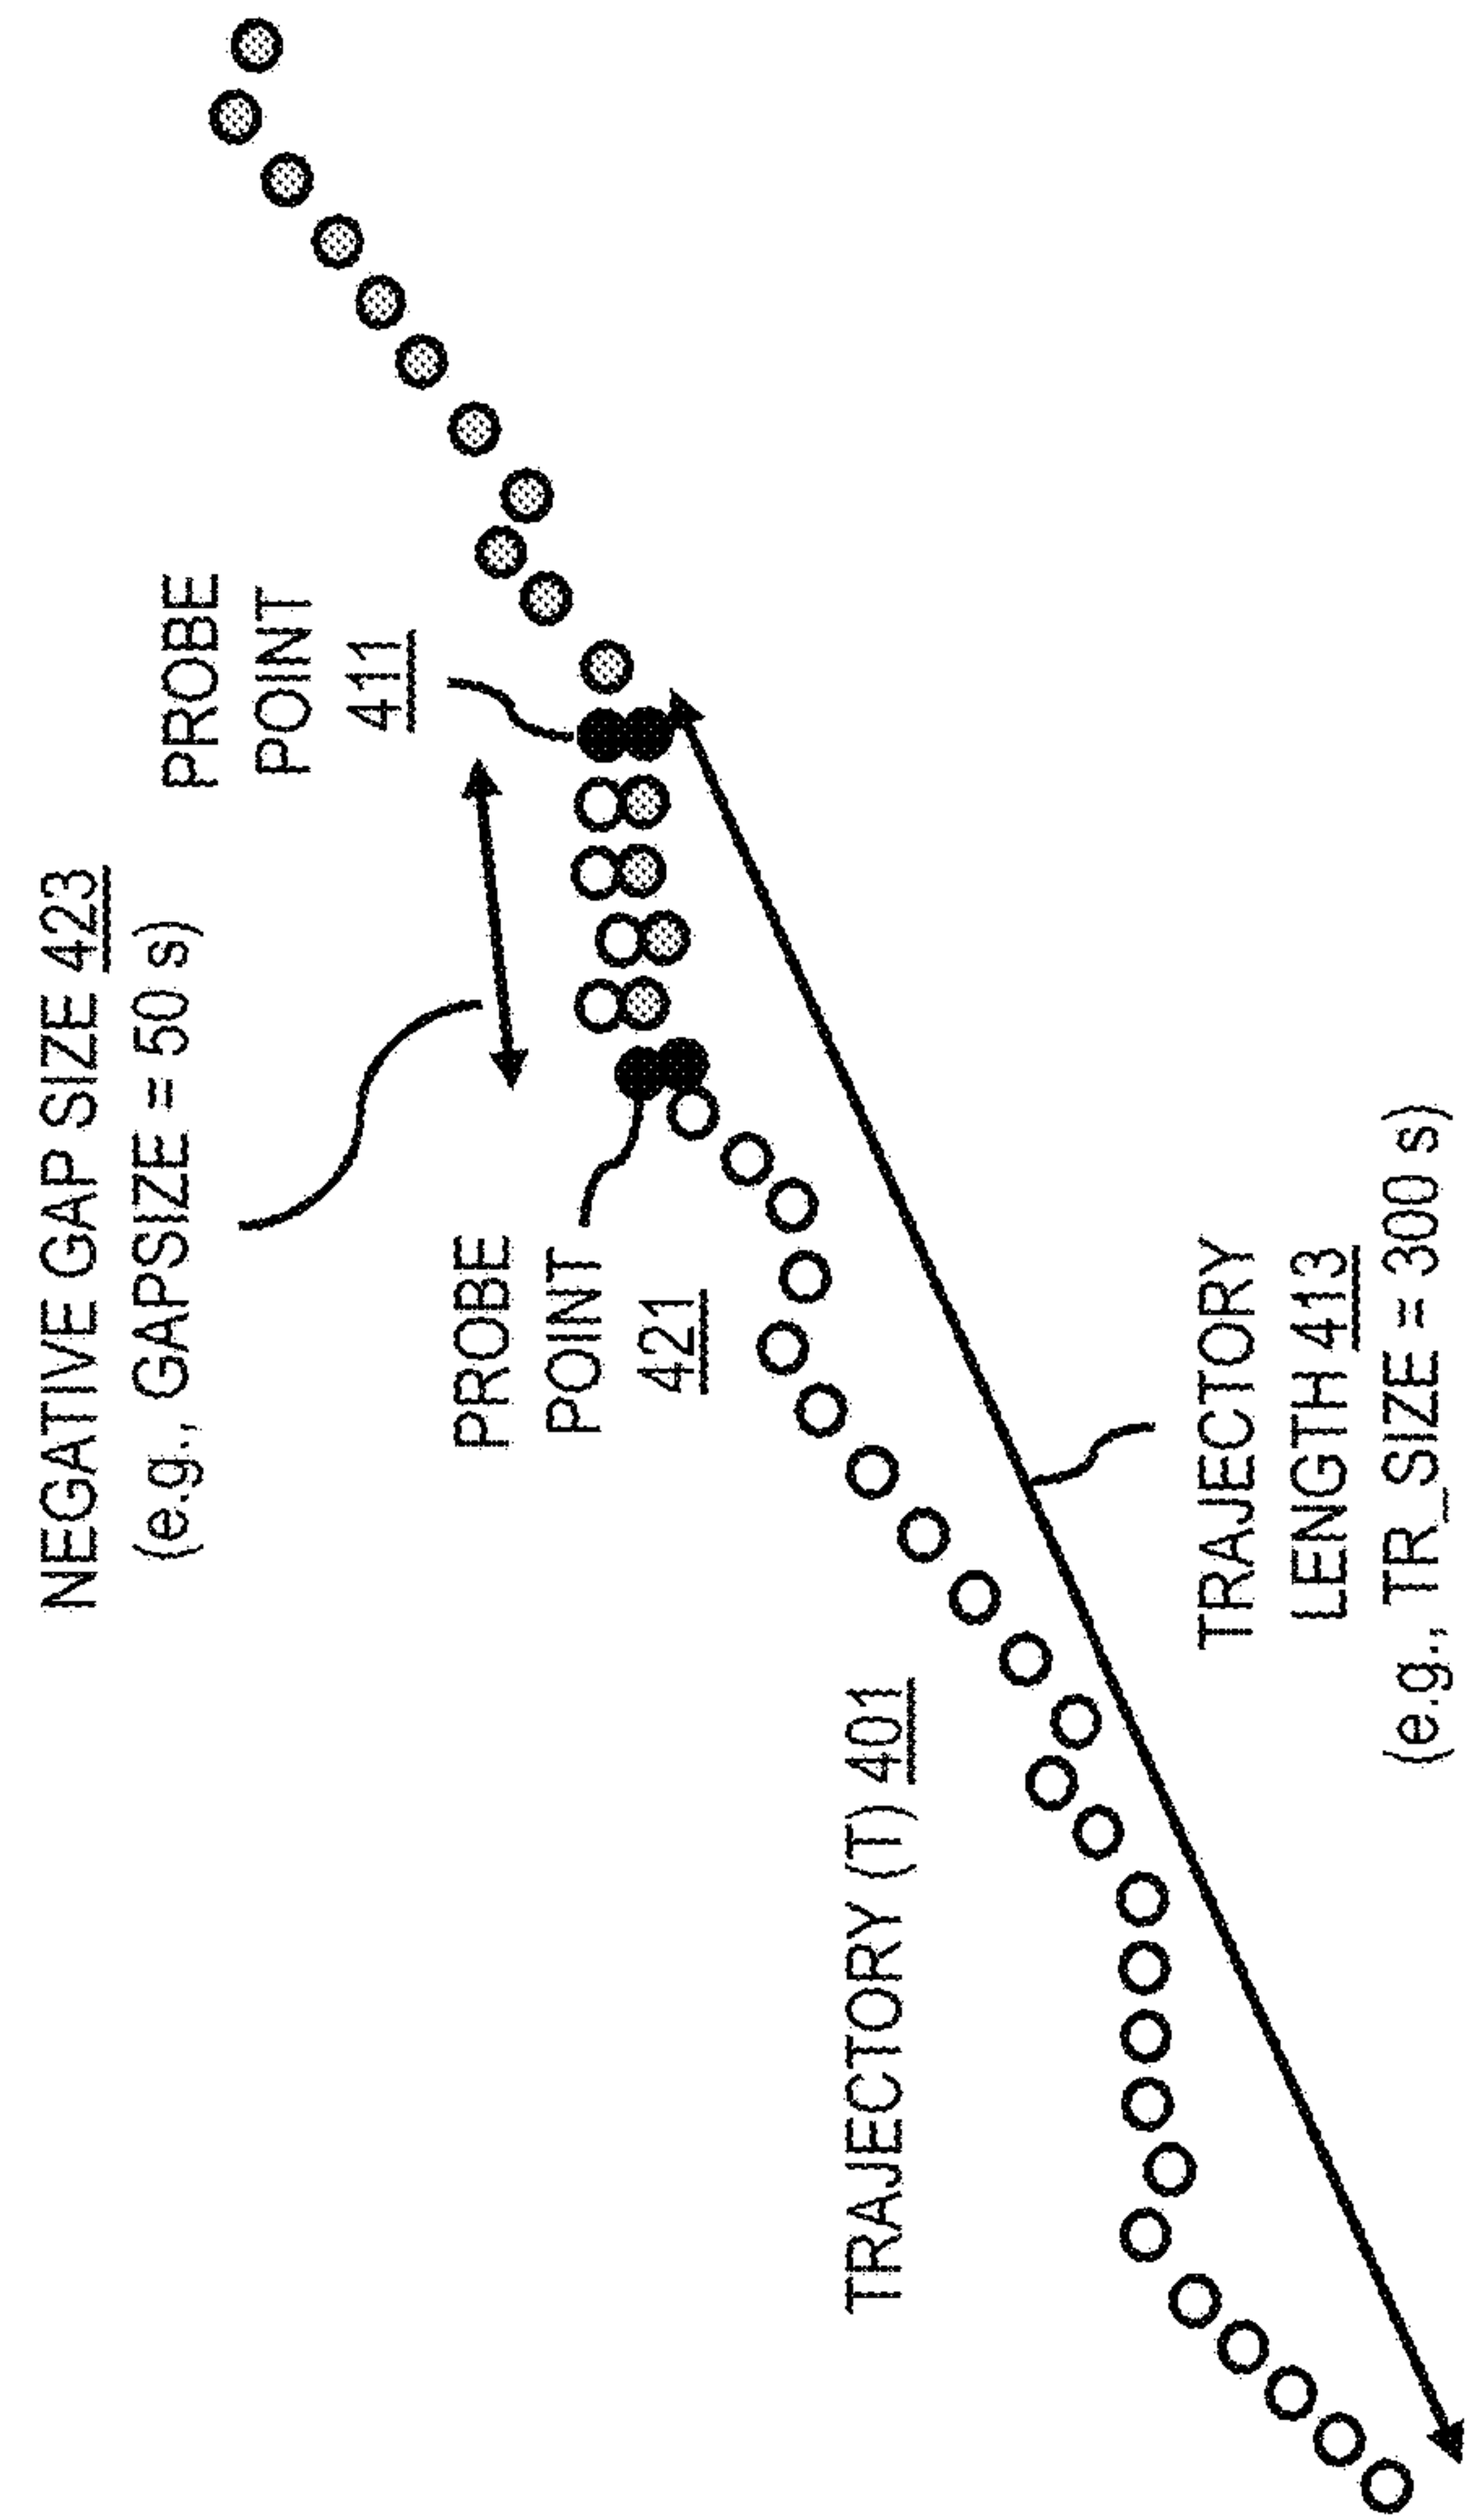 NEGATIVE GAP SIZE 423
(e.g., GAPSIZE = 50 s)
PROBE
POINT
411
PROBE
POINT
421
TRAJECTORY (T) 401
TRAJECTORY
LENGTH 413
(e.g., TR_SIZE = 300 s)